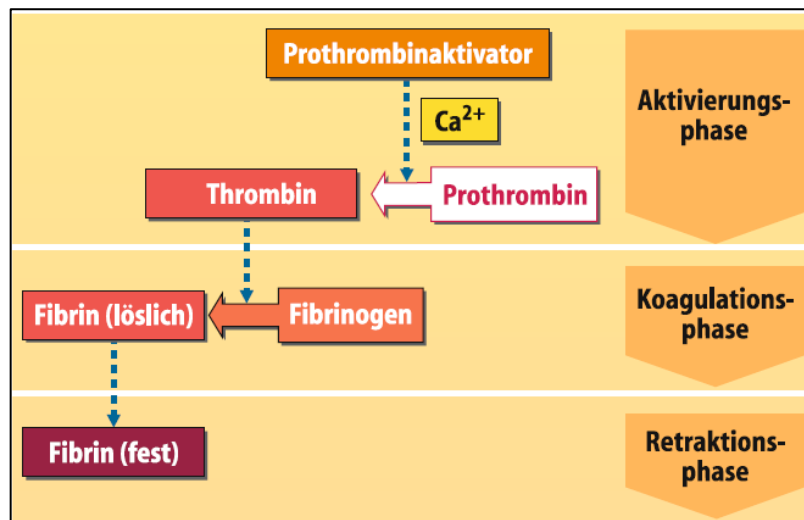 Prothrombinaktivator
Ca²⁺
Aktivierungs-
phase
Thrombin
Prothrombin
Fibrin (löslich)
Fibrinogen
Koagulations-
phase
Fibrin (fest)
Retraktions-
phase